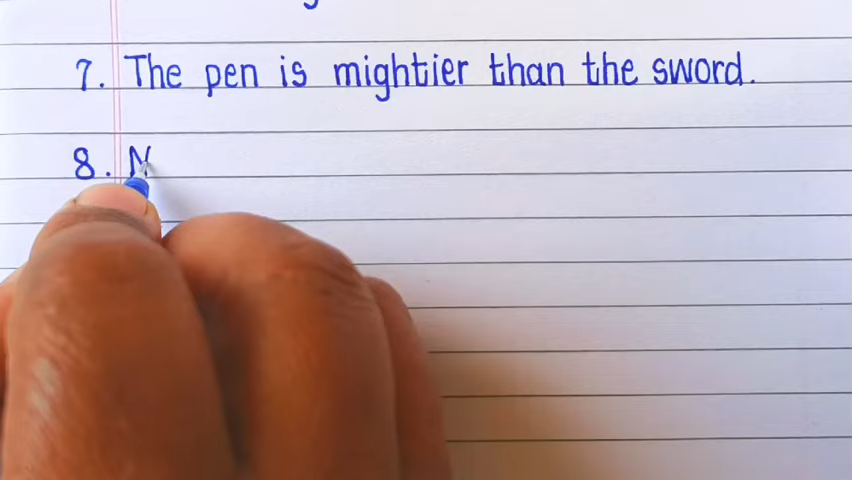 7. The pen is mightier than the sword.
8. N